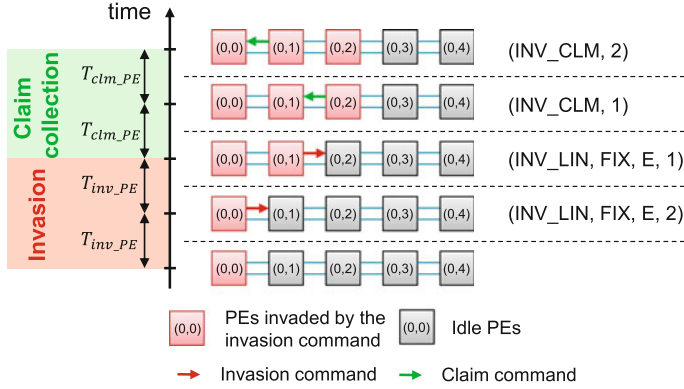 time
(0,0) (0,1) (0,2) (0,3) (0,4) (INV_CLM, 2)
T_clm_PE
(0,0) (0,1) (0,2) (0,3) (0,4) (INV_CLM, 1)
T_clm_PE
Claim
collection
(0,0) (0,1) (0,2) (0,3) (0,4) (INV_LIN, FIX, E, 1)
T_inv_PE
(0,0) (0,1) (0,2) (0,3) (0,4) (INV_LIN, FIX, E, 2)
T_inv_PE
Invasion
(0,0) (0,1) (0,2) (0,3) (0,4)
(0,0) PEs invaded by the
invasion command
(0,0) Idle PEs
Invasion command
Claim command